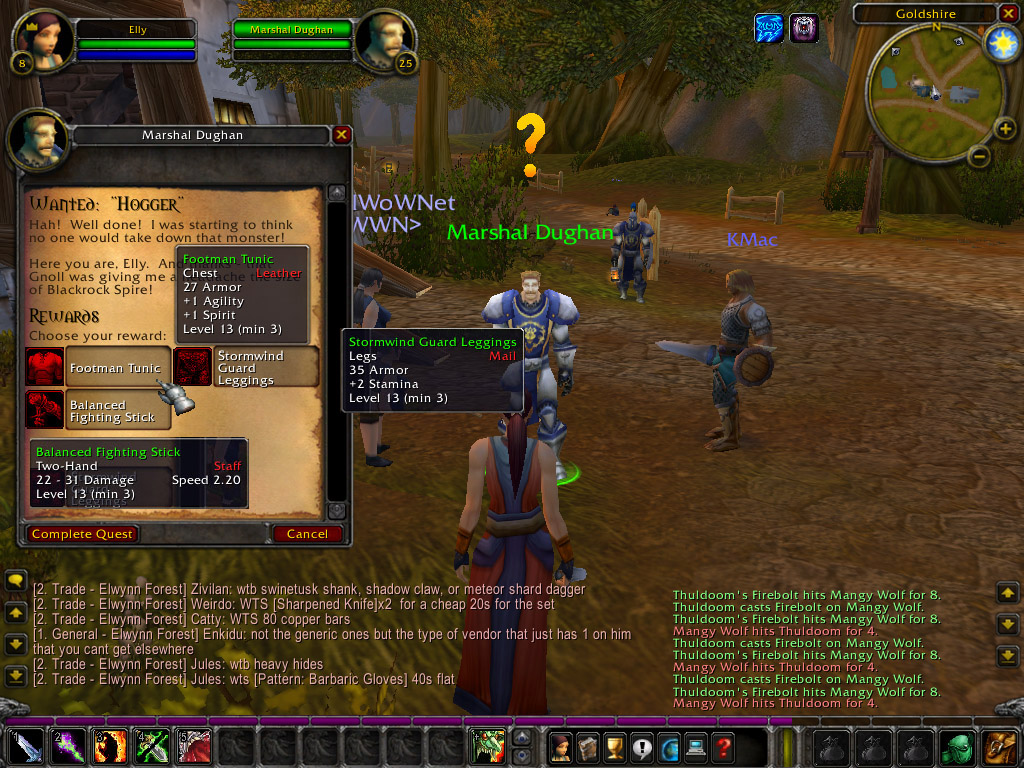 Elly
8
Marshal Dughan
25
Goldshire
N
Marshal Dughan
Wanted: "Hogger"
Hah! Well done! I was starting to think
no one would take down that monster!
Here you are, Elly. And
Gnoll was giving me a che the size
of Blackrock Spire!
Rewards
Choose your reward:
Footman Tunic
Stormwind
Guard
Leggings
Balanced
Fighting Stick
Footman Tunic
Chest Leather
27 Armor
+1 Agility
+1 Spirit
Level 13 (min 3)
Stormwind Guard Leggings
Legs Mail
35 Armor
+2 Stamina
Level 13 (min 3)
Balanced Fighting Stick
Two-Hand Staff
22 - 31 Damage Speed 2.20
Level 13 (min 3)
Complete Quest
Cancel
?
lWoWNet
WWN>
Marshal Dughan
KMac
[2. Trade - Elwynn Forest] Zivilan: wtb swinetusk shank, shadow claw, or meteor shard dagger
[2. Trade - Elwynn Forest] Weirdo: WTS [Sharpened Knife]x2 for a cheap 20s for the set
[2. Trade - Elwynn Forest] Catty: WTS 80 copper bars
[1. General - Elwynn Forest] Enkidu: not the generic ones but the type of vendor that just has 1 on him
that you cant get elsewhere
[2. Trade - Elwynn Forest] Jules: wtb heavy hides
[2. Trade - Elwynn Forest] Jules: wts [Pattern: Barbaric Gloves] 40s flat
Thuldoom's Firebolt hits Mangy Wolf for 8.
Thuldoom casts Firebolt on Mangy Wolf.
Thuldoom's Firebolt hits Mangy Wolf for 8.
Mangy Wolf hits Thuldoom for 4.
Thuldoom casts Firebolt on Mangy Wolf.
Thuldoom's Firebolt hits Mangy Wolf for 8.
Mangy Wolf hits Thuldoom for 4.
Thuldoom casts Firebolt on Mangy Wolf.
Thuldoom's Firebolt hits Mangy Wolf for 8.
Mangy Wolf hits Thuldoom for 4.
2 3 4 5